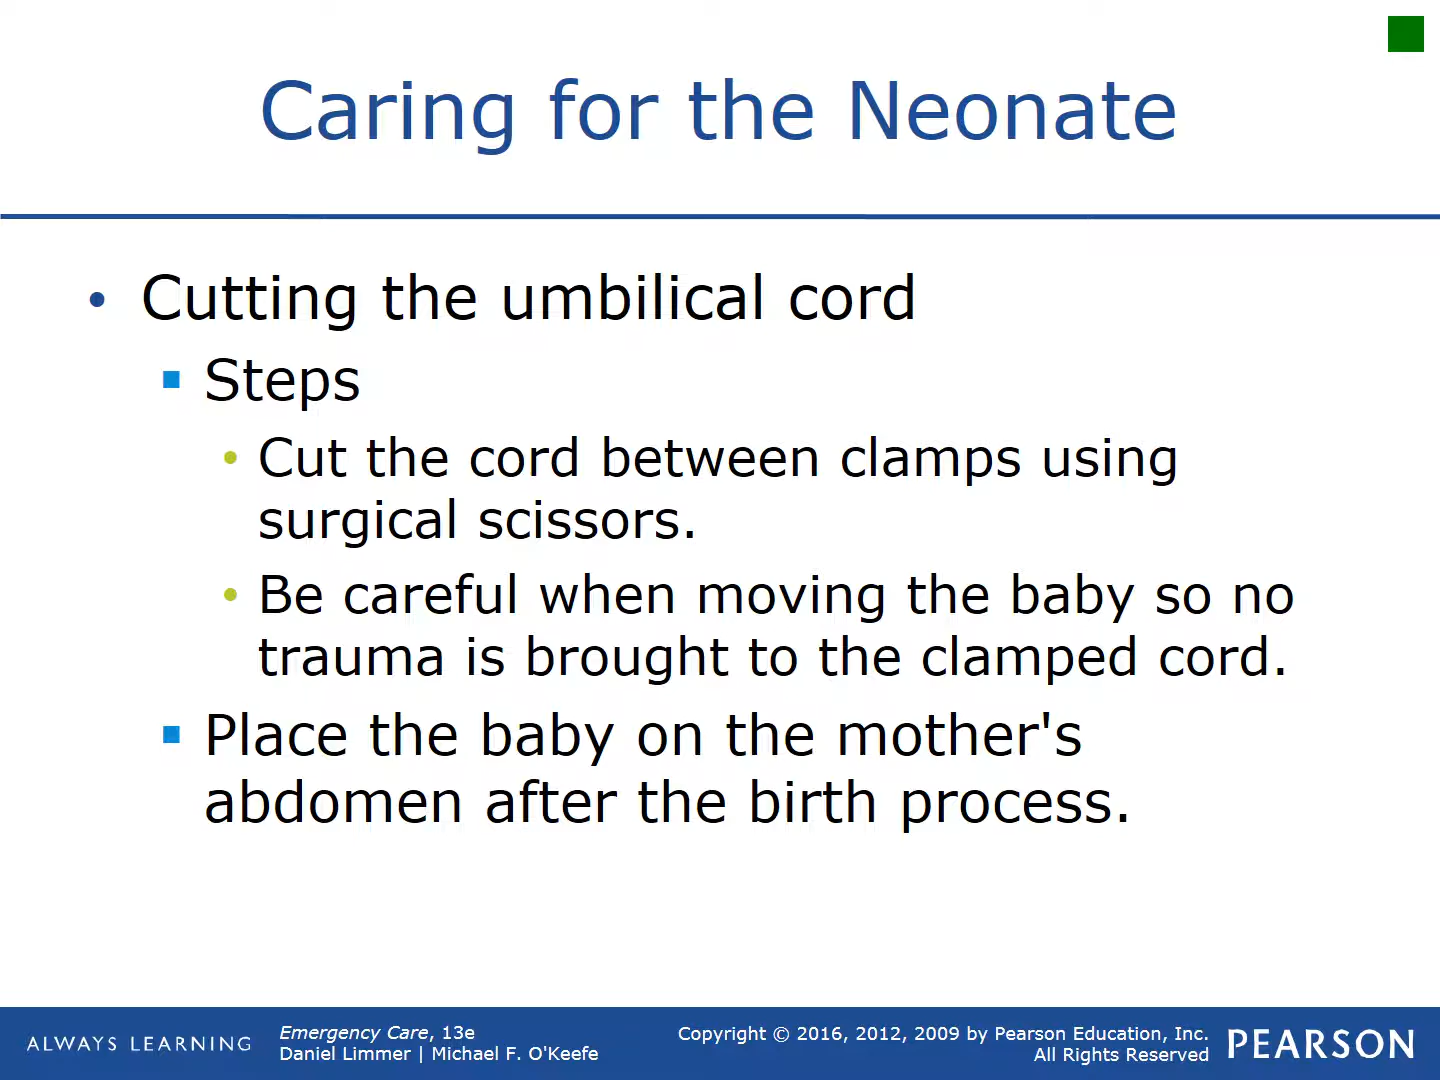 Caring for the Neonate
• Cutting the umbilical cord
▪ Steps
• Cut the cord between clamps using
surgical scissors.
• Be careful when moving the baby so no
trauma is brought to the clamped cord.
▪ Place the baby on the mother's
abdomen after the birth process.
ALWAYS LEARNING
Emergency Care, 13e
Daniel Limmer | Michael F. O'Keefe
Copyright © 2016, 2012, 2009 by Pearson Education, Inc.
All Rights Reserved
PEARSON